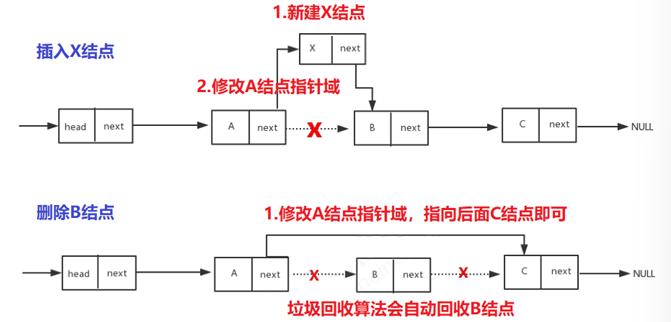 1.新建X结点
插入X结点
X next
2.修改A结点指针域
head next A next X B next C next NULL
删除B结点
1.修改A结点指针域，指向后面C结点即可
head next A next X B next X C next NULL
垃圾回收算法会自动回收B结点